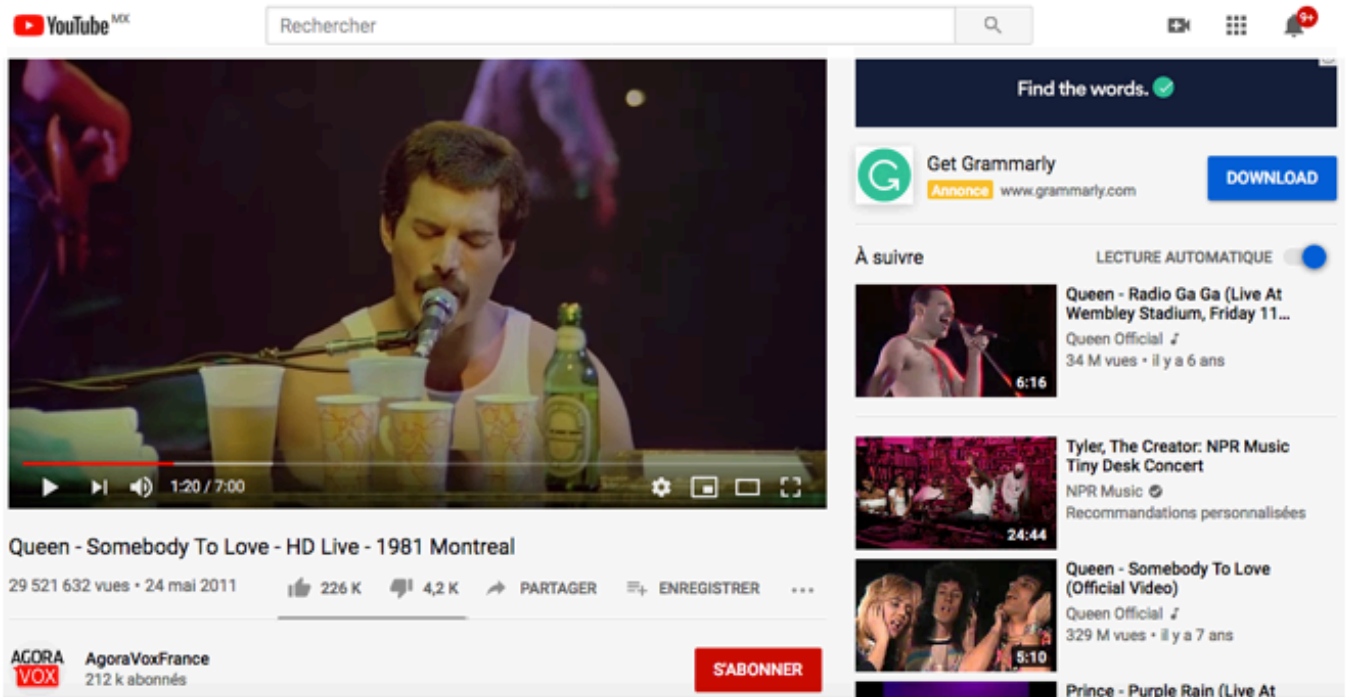 YouTube MX
Rechercher
9+
1:20 / 7:00
Queen - Somebody To Love - HD Live - 1981 Montreal
29 521 632 vues • 24 mai 2011
226 K
4,2 K
PARTAGER
ENREGISTRER
AGORA
VOX
AgoraVoxFrance
212 k abonnés
S'ABONNER
Find the words.
Get Grammarly
Annonce www.grammarly.com
DOWNLOAD
À suivre
LECTURE AUTOMATIQUE
6:16
Queen - Radio Ga Ga (Live At
Wembley Stadium, Friday 11...
Queen Official
34 M vues • il y a 6 ans
24:44
Tyler, The Creator: NPR Music
Tiny Desk Concert
NPR Music
Recommandations personnalisées
5:10
Queen - Somebody To Love
(Official Video)
Queen Official
329 M vues • il y a 7 ans
Prince - Purple Rain (Live At